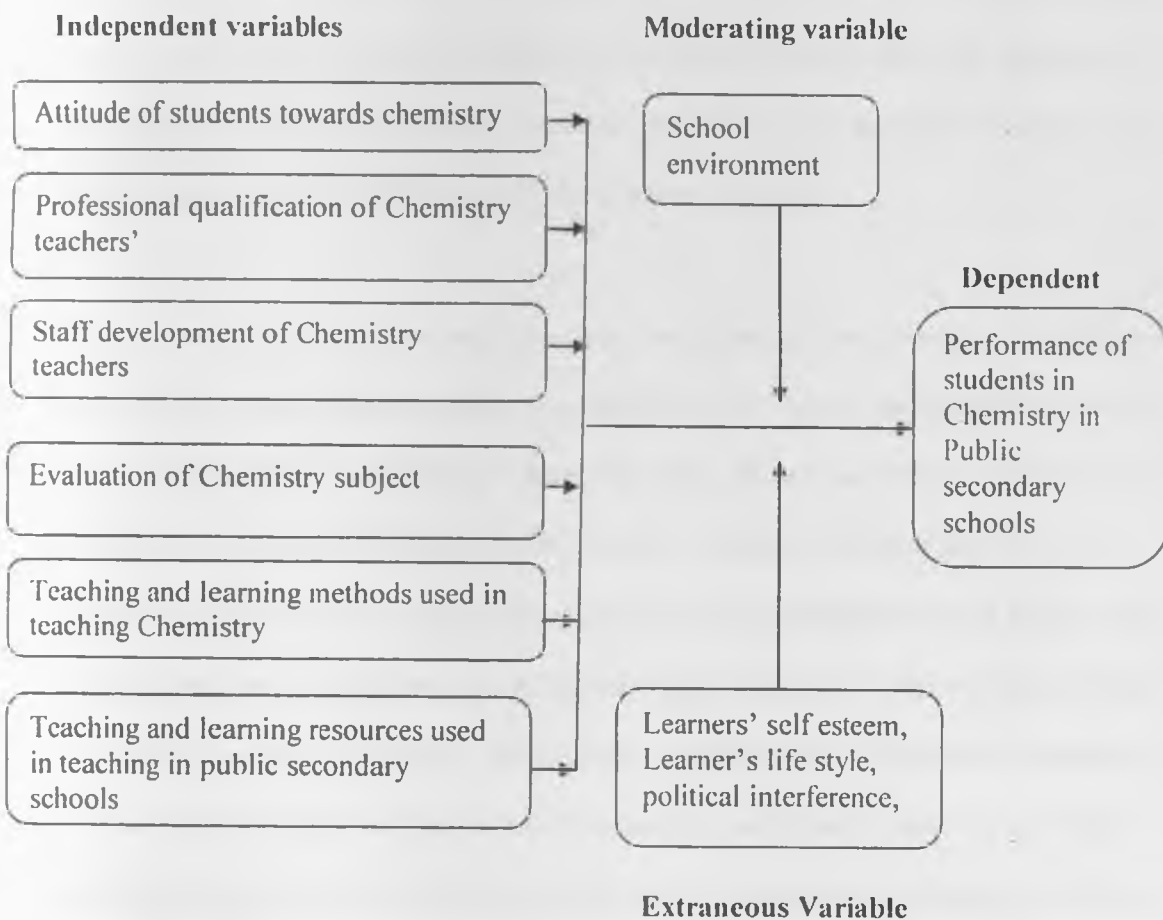 Independent variables
Attitude of students towards chemistry
Professional qualification of Chemistry
teachers’
Staff development of Chemistry
teachers
Evaluation of Chemistry subject
Teaching and learning methods used in
teaching Chemistry
Teaching and learning resources used
in teaching in public secondary
schools
Moderating variable
School
environment
Dependent
Performance of
students in
Chemistry in
Public
secondary
schools
Learners’ self esteem,
Learner’s life style,
political interference,
Extraneous Variable